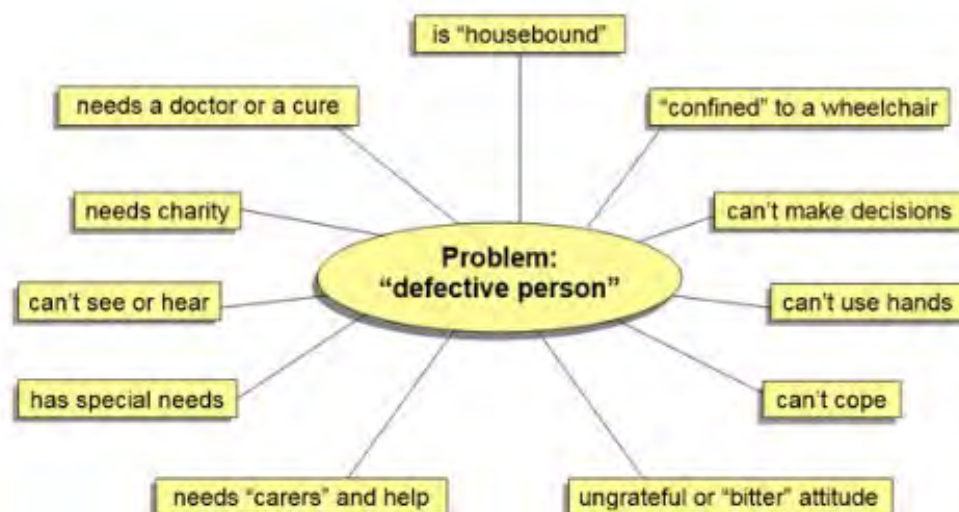 is “housebound”
needs a doctor or a cure
“confined” to a wheelchair
needs charity
can't make decisions
Problem:
“defective person”
can't see or hear
can't use hands
has special needs
can't cope
needs “carers” and help
ungrateful or “bitter” attitude